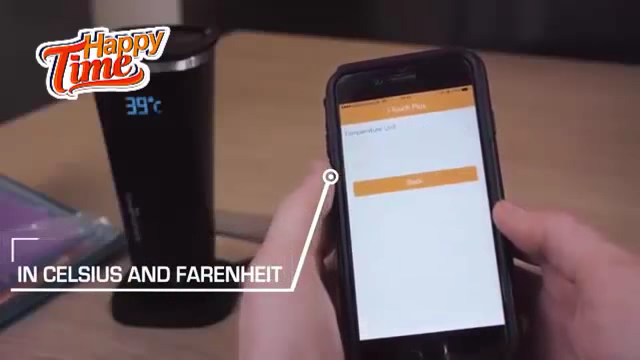 Happy
Time
39°C
Temperature Unit
IN CELSIUS AND FARENHEIT